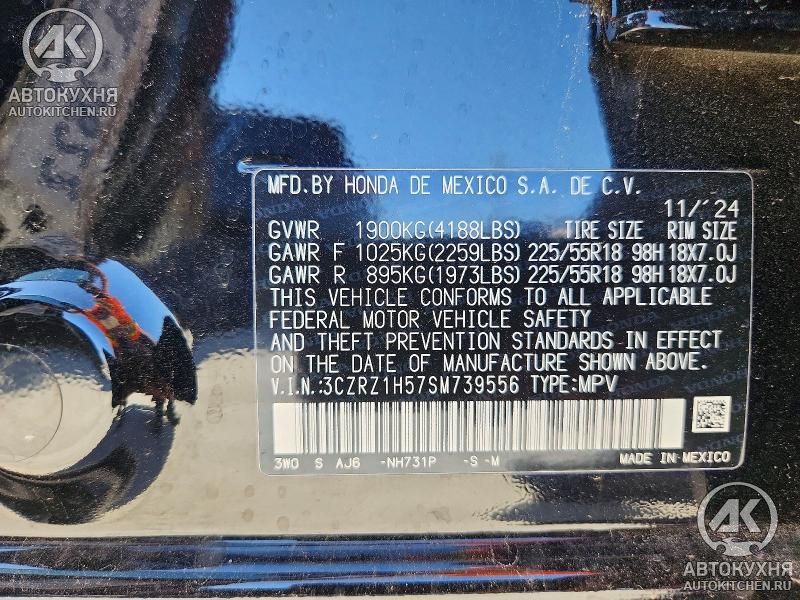 AK
АВТОКУХНЯ
AUTOKITCHEN.RU
MFD.BY HONDA DE MEXICO S.A. DE C.V.
11/'24
GVWR 1900KG(4188LBS) TIRE SIZE RIM SIZE
GAWR F 1025KG(2259LBS) 225/55R18 98H 18X7.0J
GAWR R 895KG(1973LBS) 225/55R18 98H 18X7.0J
THIS VEHICLE CONFORMS TO ALL APPLICABLE
FEDERAL MOTOR VEHICLE SAFETY
AND THEFT PREVENTION STANDARDS IN EFFECT
ON THE DATE OF MANUFACTURE SHOWN ABOVE.
V.I.N.:3CZRZ1H57SM739556 TYPE:MPV
3W0 S AJ6 -NH731P -S-M MADE IN MEXICO
AK
АВТОКУХНЯ
AUTOKITCHEN.RU